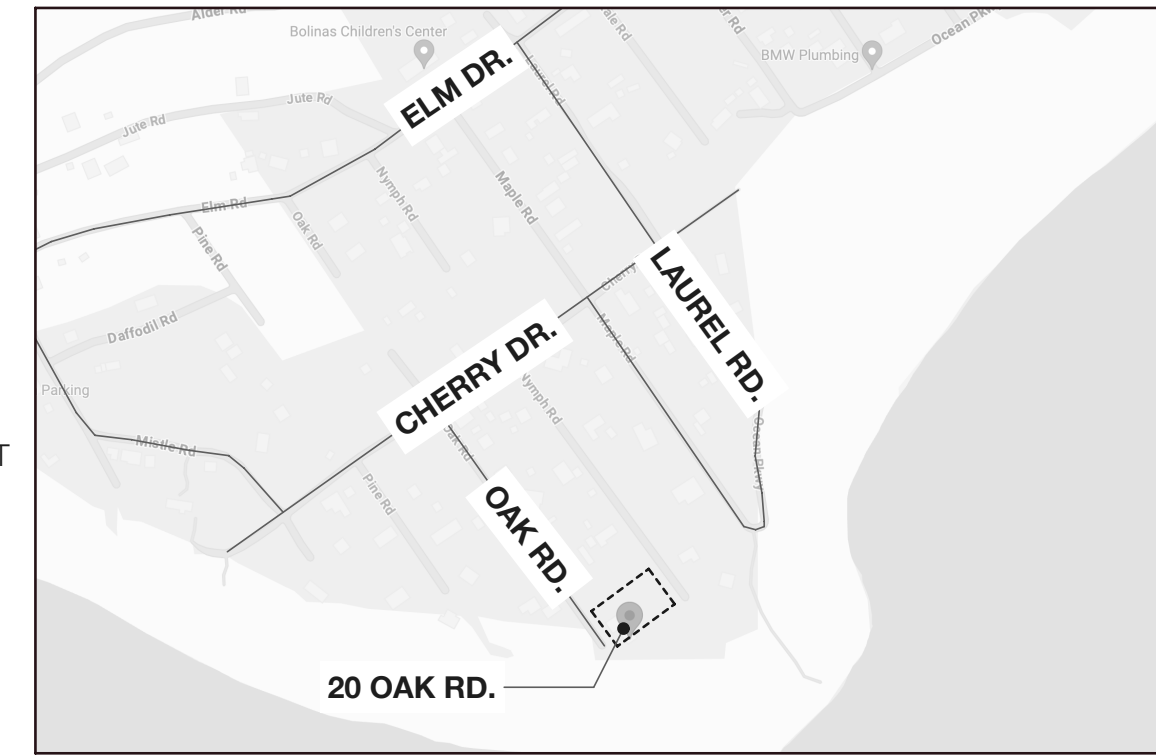 Alder Rd
Bolinas Children's Center
Ocean Pkwy
BMW Plumbing
ELM DR.
Laurel Rd
Jute Rd
Jute Rd
Nymph Rd
Maple Rd
Elm Rd
Oak Rd
Pine Rd
Cherry
LAUREL RD.
Daffodil Rd
Maple Rd
CHERRY DR.
Parking
Nymph Rd
Mistle Rd
Oak Rd
Ocean Pkwy
T
Pine Rd
OAK RD.
20 OAK RD.